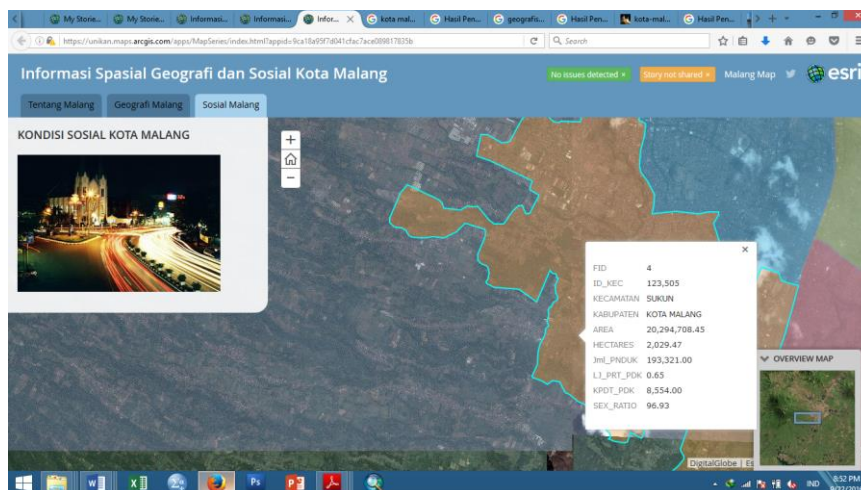 My Storie...
My Storie...
Informasi...
Informasi...
Infor...
kota mal...
Hasil Pen...
geografis...
Hasil Pen...
kota-mal...
Hasil Pen...
https://unikan.maps.arcgis.com/apps/MapSeries/index.html?appid=9ca18a95f7d041cfac7ace089817835b
Search
Informasi Spasial Geografi dan Sosial Kota Malang
No issues detected ×
Story not shared ×
Malang Map
esri
Tentang Malang
Geografi Malang
Sosial Malang
KONDISI SOSIAL KOTA MALANG
FID 4
ID_KEC 123,505
KECAMATAN SUKUN
KABUPATEN KOTA MALANG
AREA 20,294,708.45
HECTARES 2,029.47
Jml_PNDUK 193,321.00
LJ_PRT_PDK 0.65
KPDT_PDK 8,554.00
SEX_RATIO 96.93
OVERVIEW MAP
DigitalGlobe | Es
IND
8:52 PM